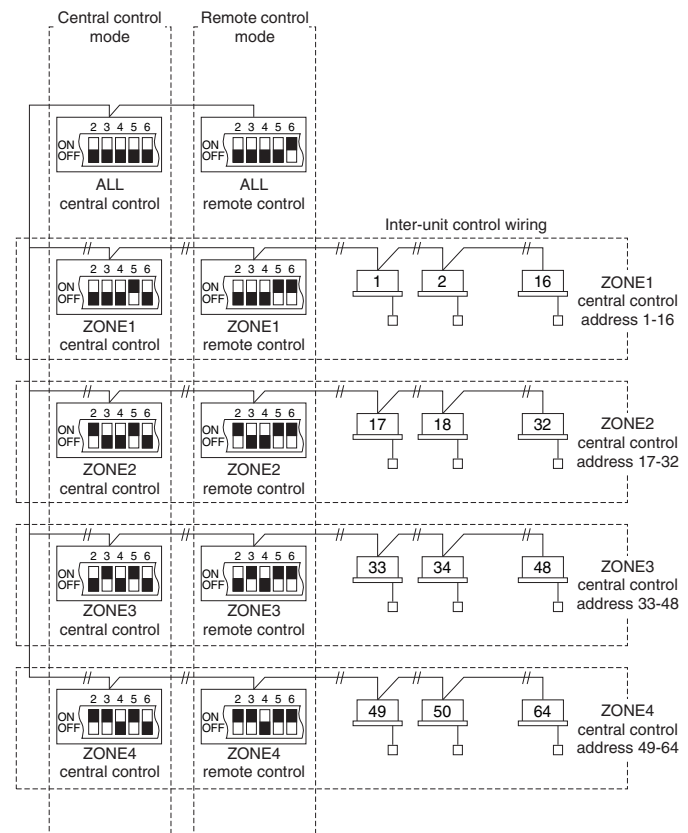 Central control mode
Remote control mode
2 3 4 5 6
ON
OFF
ALL
central control
2 3 4 5 6
ON
OFF
ALL
remote control
Inter-unit control wiring
2 3 4 5 6
ON
OFF
ZONE1
central control
2 3 4 5 6
ON
OFF
ZONE1
remote control
1
2
16
ZONE1
central control
address 1-16
2 3 4 5 6
ON
OFF
ZONE2
central control
2 3 4 5 6
ON
OFF
ZONE2
remote control
17
18
32
ZONE2
central control
address 17-32
2 3 4 5 6
ON
OFF
ZONE3
central control
2 3 4 5 6
ON
OFF
ZONE3
remote control
33
34
48
ZONE3
central control
address 33-48
2 3 4 5 6
ON
OFF
ZONE4
central control
2 3 4 5 6
ON
OFF
ZONE4
remote control
49
50
64
ZONE4
central control
address 49-64